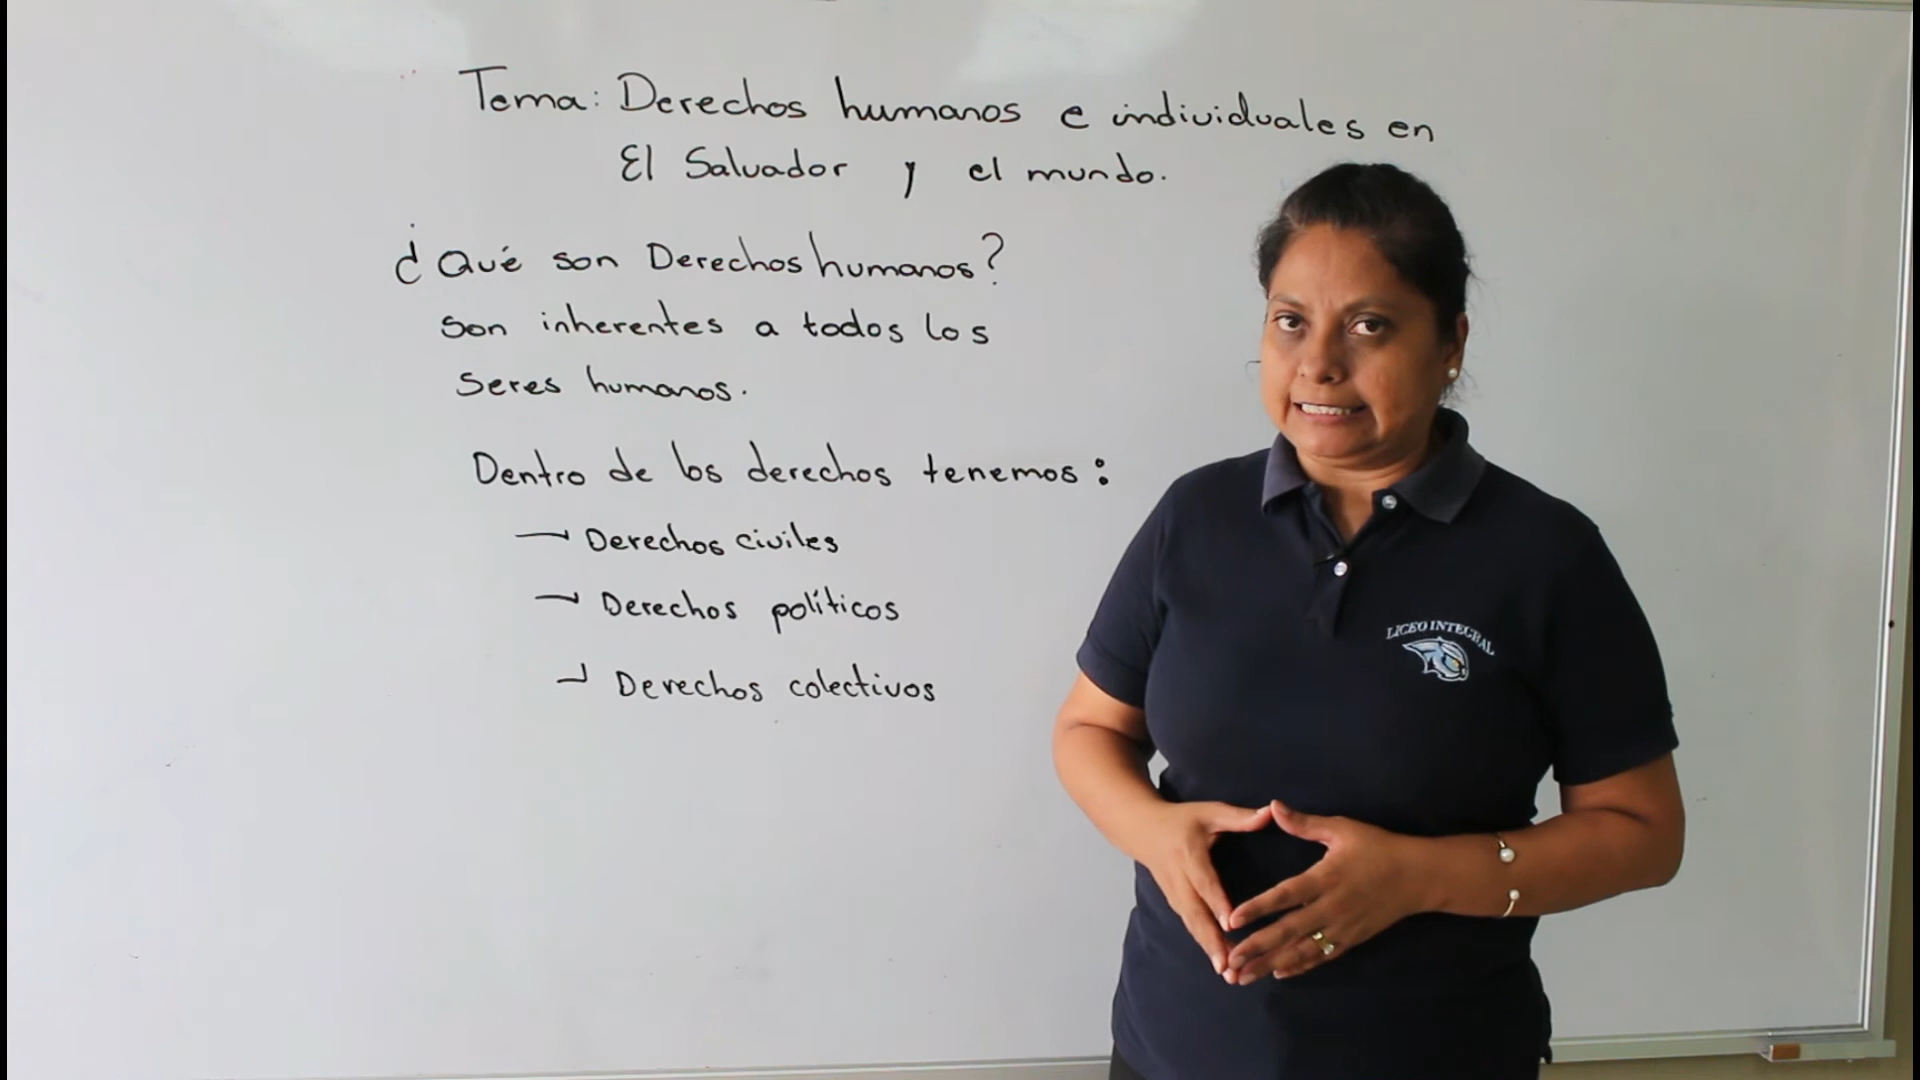 Tema: Derechos humanos e individuales en
El Salvador y el mundo.
¿Qué son Derechos humanos?
Son inherentes a todos los
seres humanos.
Dentro de los derechos tenemos:
— Derechos civiles
— Derechos políticos
— Derechos colectivos
LICEO INTEGRAL